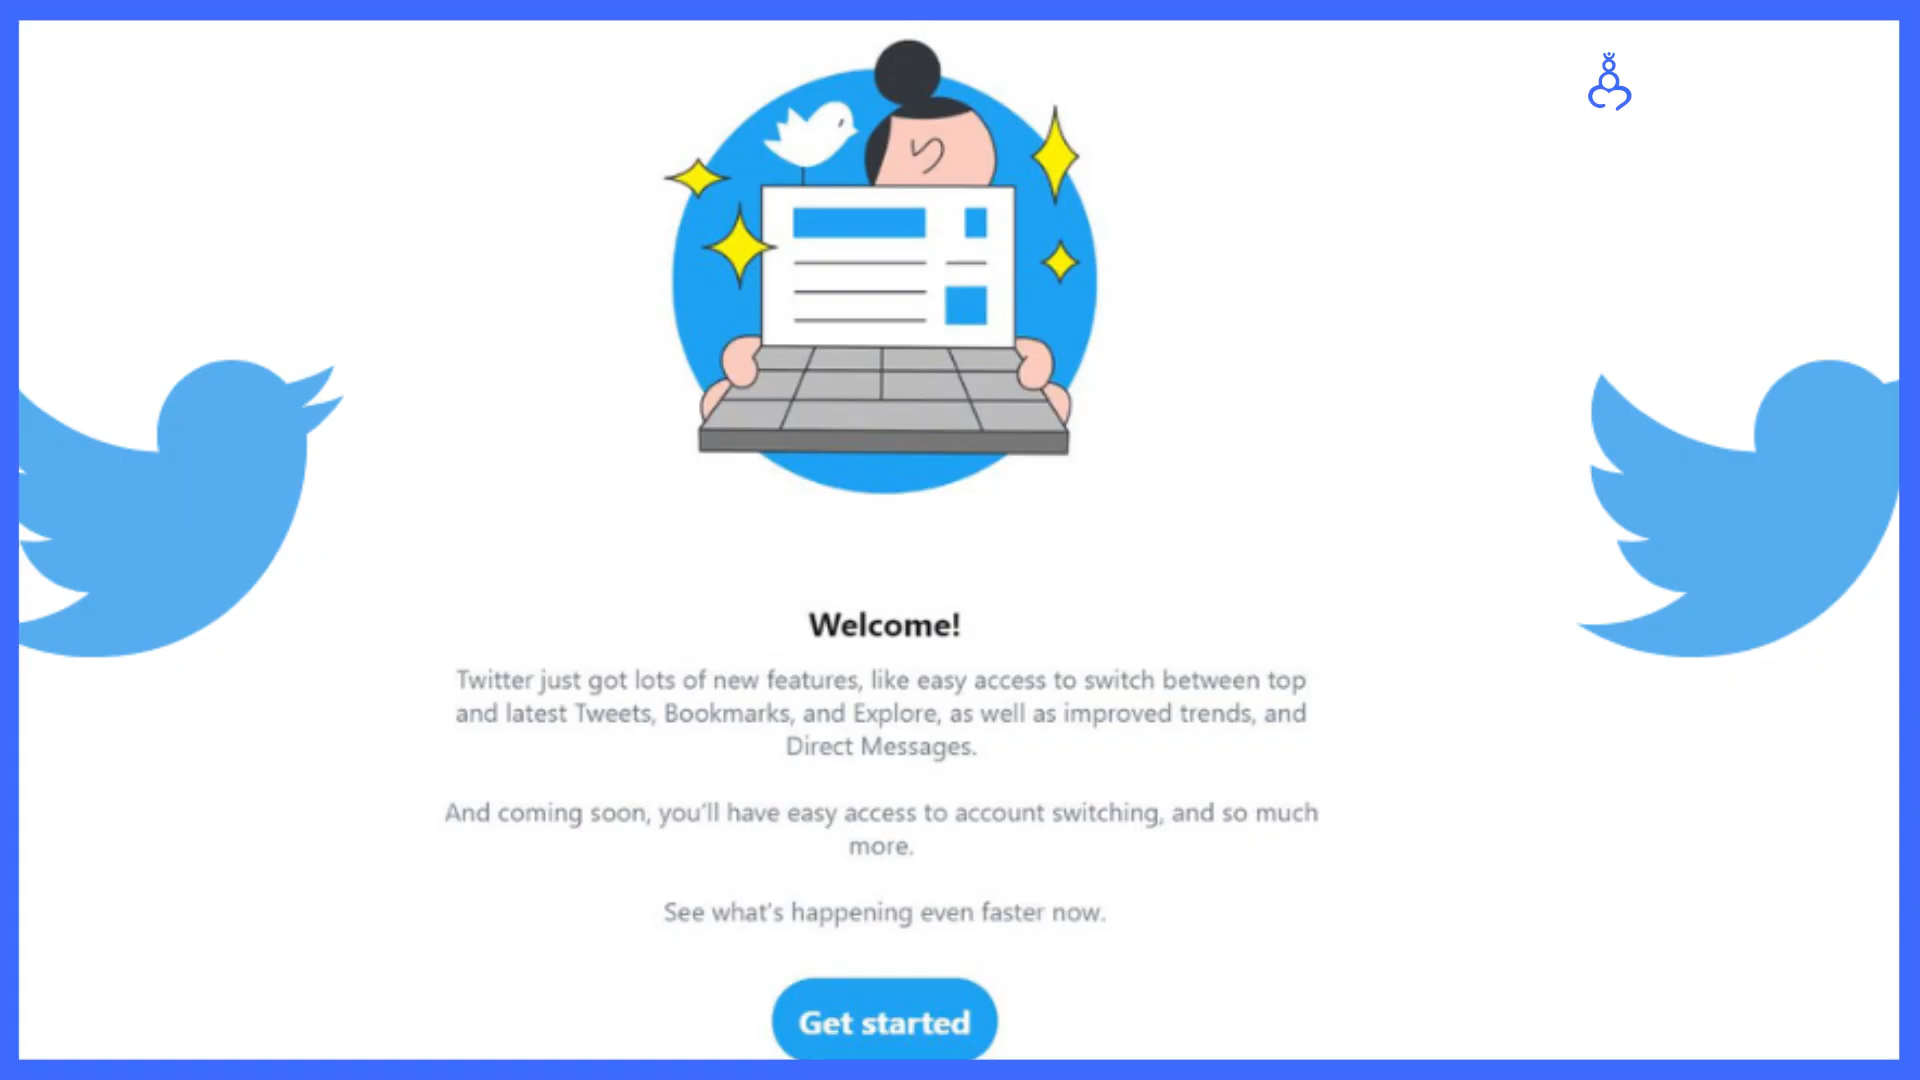 Welcome!
Twitter just got lots of new features, like easy access to switch between top
and latest Tweets, Bookmarks, and Explore, as well as improved trends, and
Direct Messages.
And coming soon, you'll have easy access to account switching, and so much
more.
See what's happening even faster now.
Get started